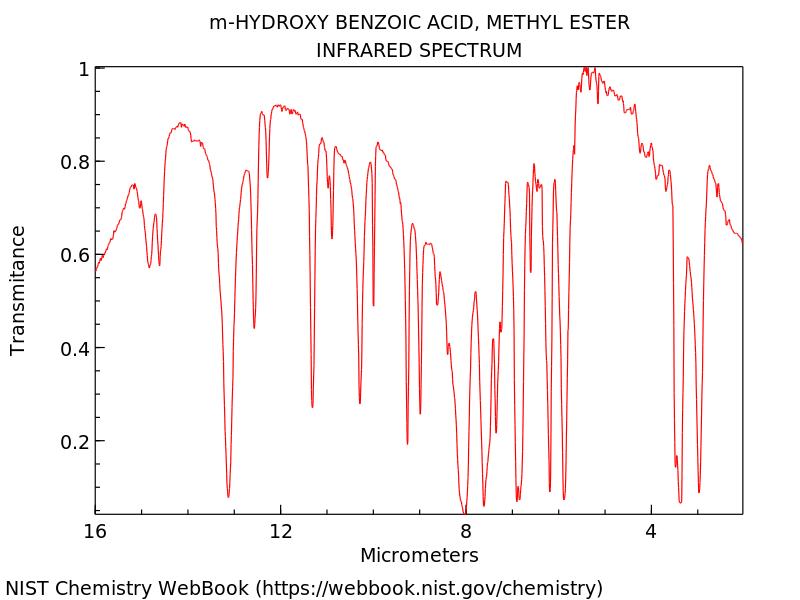 m-HYDROXY BENZOIC ACID, METHYL ESTER
INFRARED SPECTRUM
1
0.8
0.6
0.4
0.2
Transmitance
16 12 8 4
Micrometers
NIST Chemistry WebBook (https://webbook.nist.gov/chemistry)